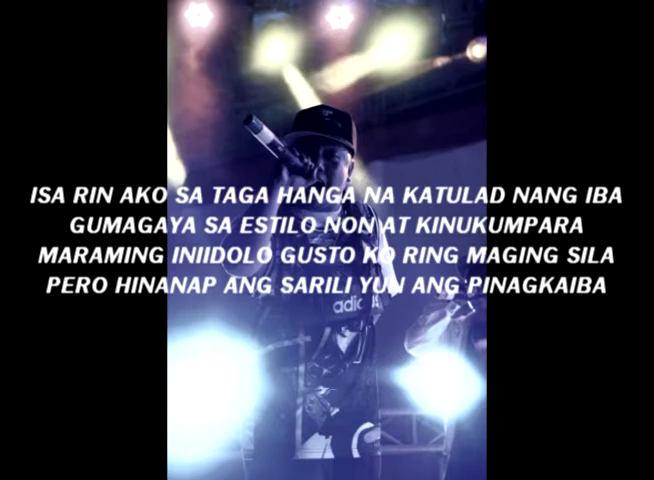 ISA RIN AKO SA TAGA HANGA NA KATULAD NANG IBA
GUMAGAYA SA ESTILO NON AT KINUKUMPARA
MARAMING INIIDOLO GUSTO KO RING MAGING SILA
PERO HINANAP ANG SARILI YUN ANG PINAGKAIBA
adidas